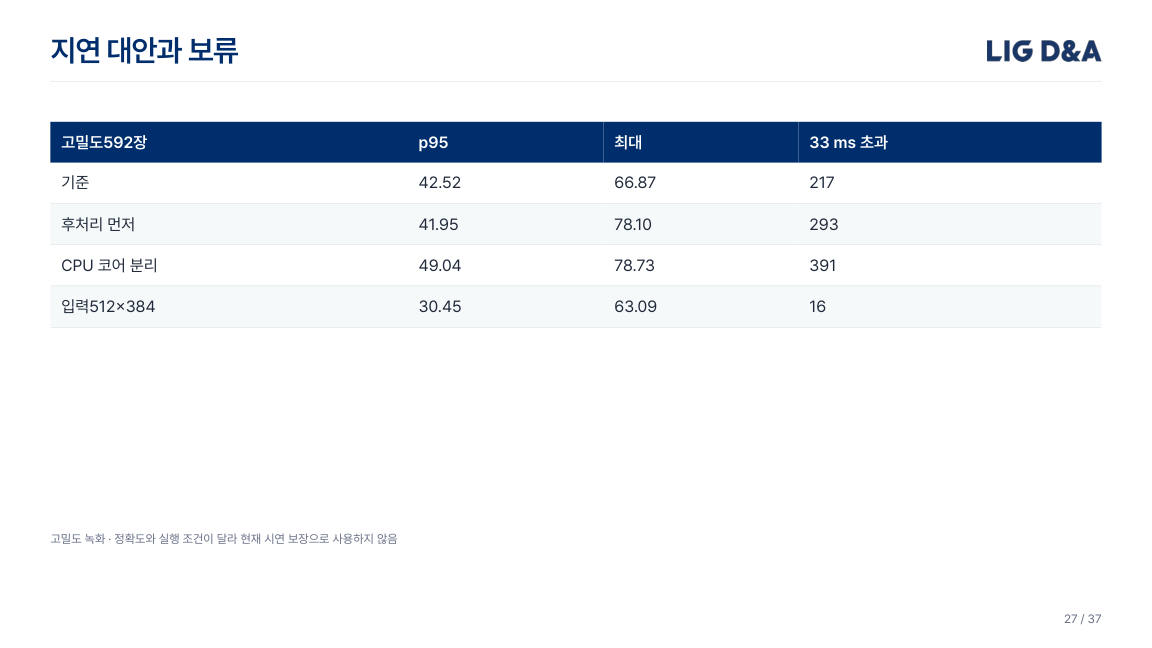 지연 대안과 보류
LIG D&A
고밀도592장 p95 최대 33 ms 초과
기준 42.52 66.87 217
후처리 먼저 41.95 78.10 293
CPU 코어 분리 49.04 78.73 391
입력512×384 30.45 63.09 16
고밀도 녹화 · 정확도와 실행 조건이 달라 현재 시연 보장으로 사용하지 않음
27 / 37